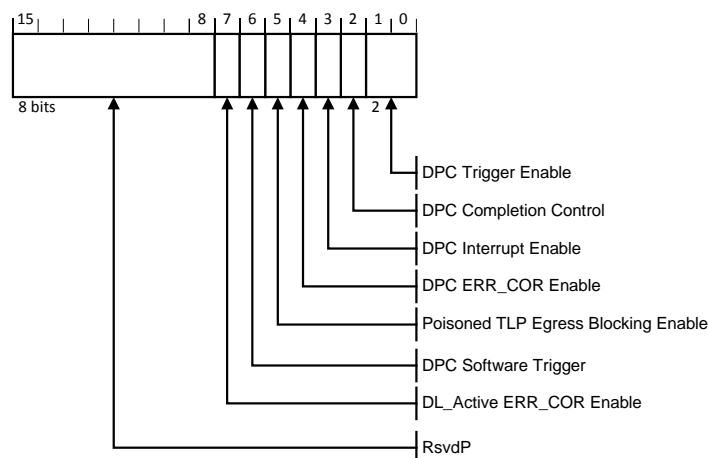 15 8 7 6 5 4 3 2 1 0
8 bits 2
DPC Trigger Enable
DPC Completion Control
DPC Interrupt Enable
DPC ERR_COR Enable
Poisoned TLP Egress Blocking Enable
DPC Software Trigger
DL_Active ERR_COR Enable
RsvdP